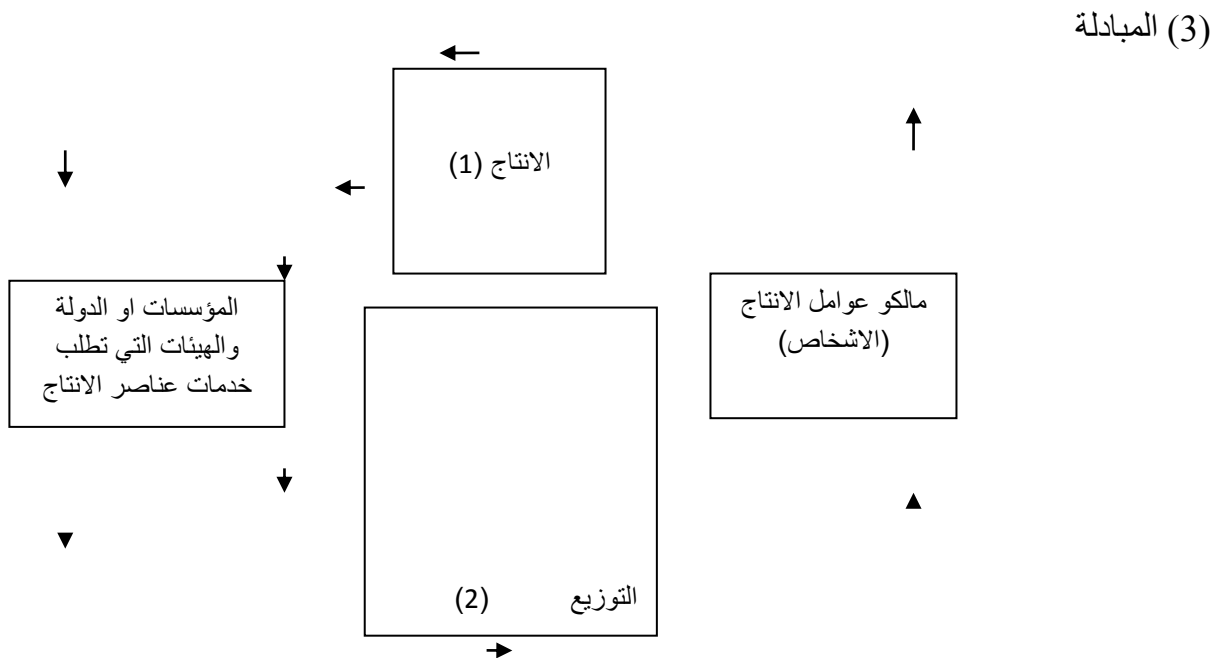 (3) المبادلة
الانتاج (1)
مالكو عوامل الانتاج
(الاشخاص)
المؤسسات او الدولة
والهيئات التي تطلب
خدمات عناصر الانتاج
التوزيع (2)